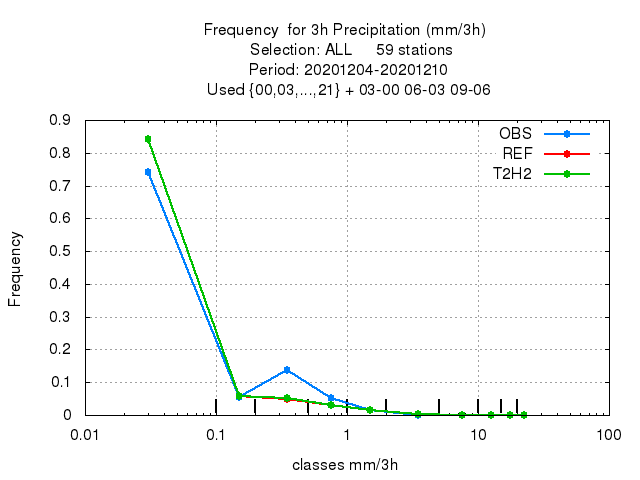 Frequency for 3h Precipitation (mm/3h)
Selection: ALL 59 stations
Period: 20201204-20201210
Used {00,03,...,21} + 03-00 06-03 09-06
OBS
REF
T2H2
0.9
0.8
0.7
0.6
0.5
0.4
0.3
0.2
0.1
0
Frequency
0.01
0.1
1
10
100
classes mm/3h